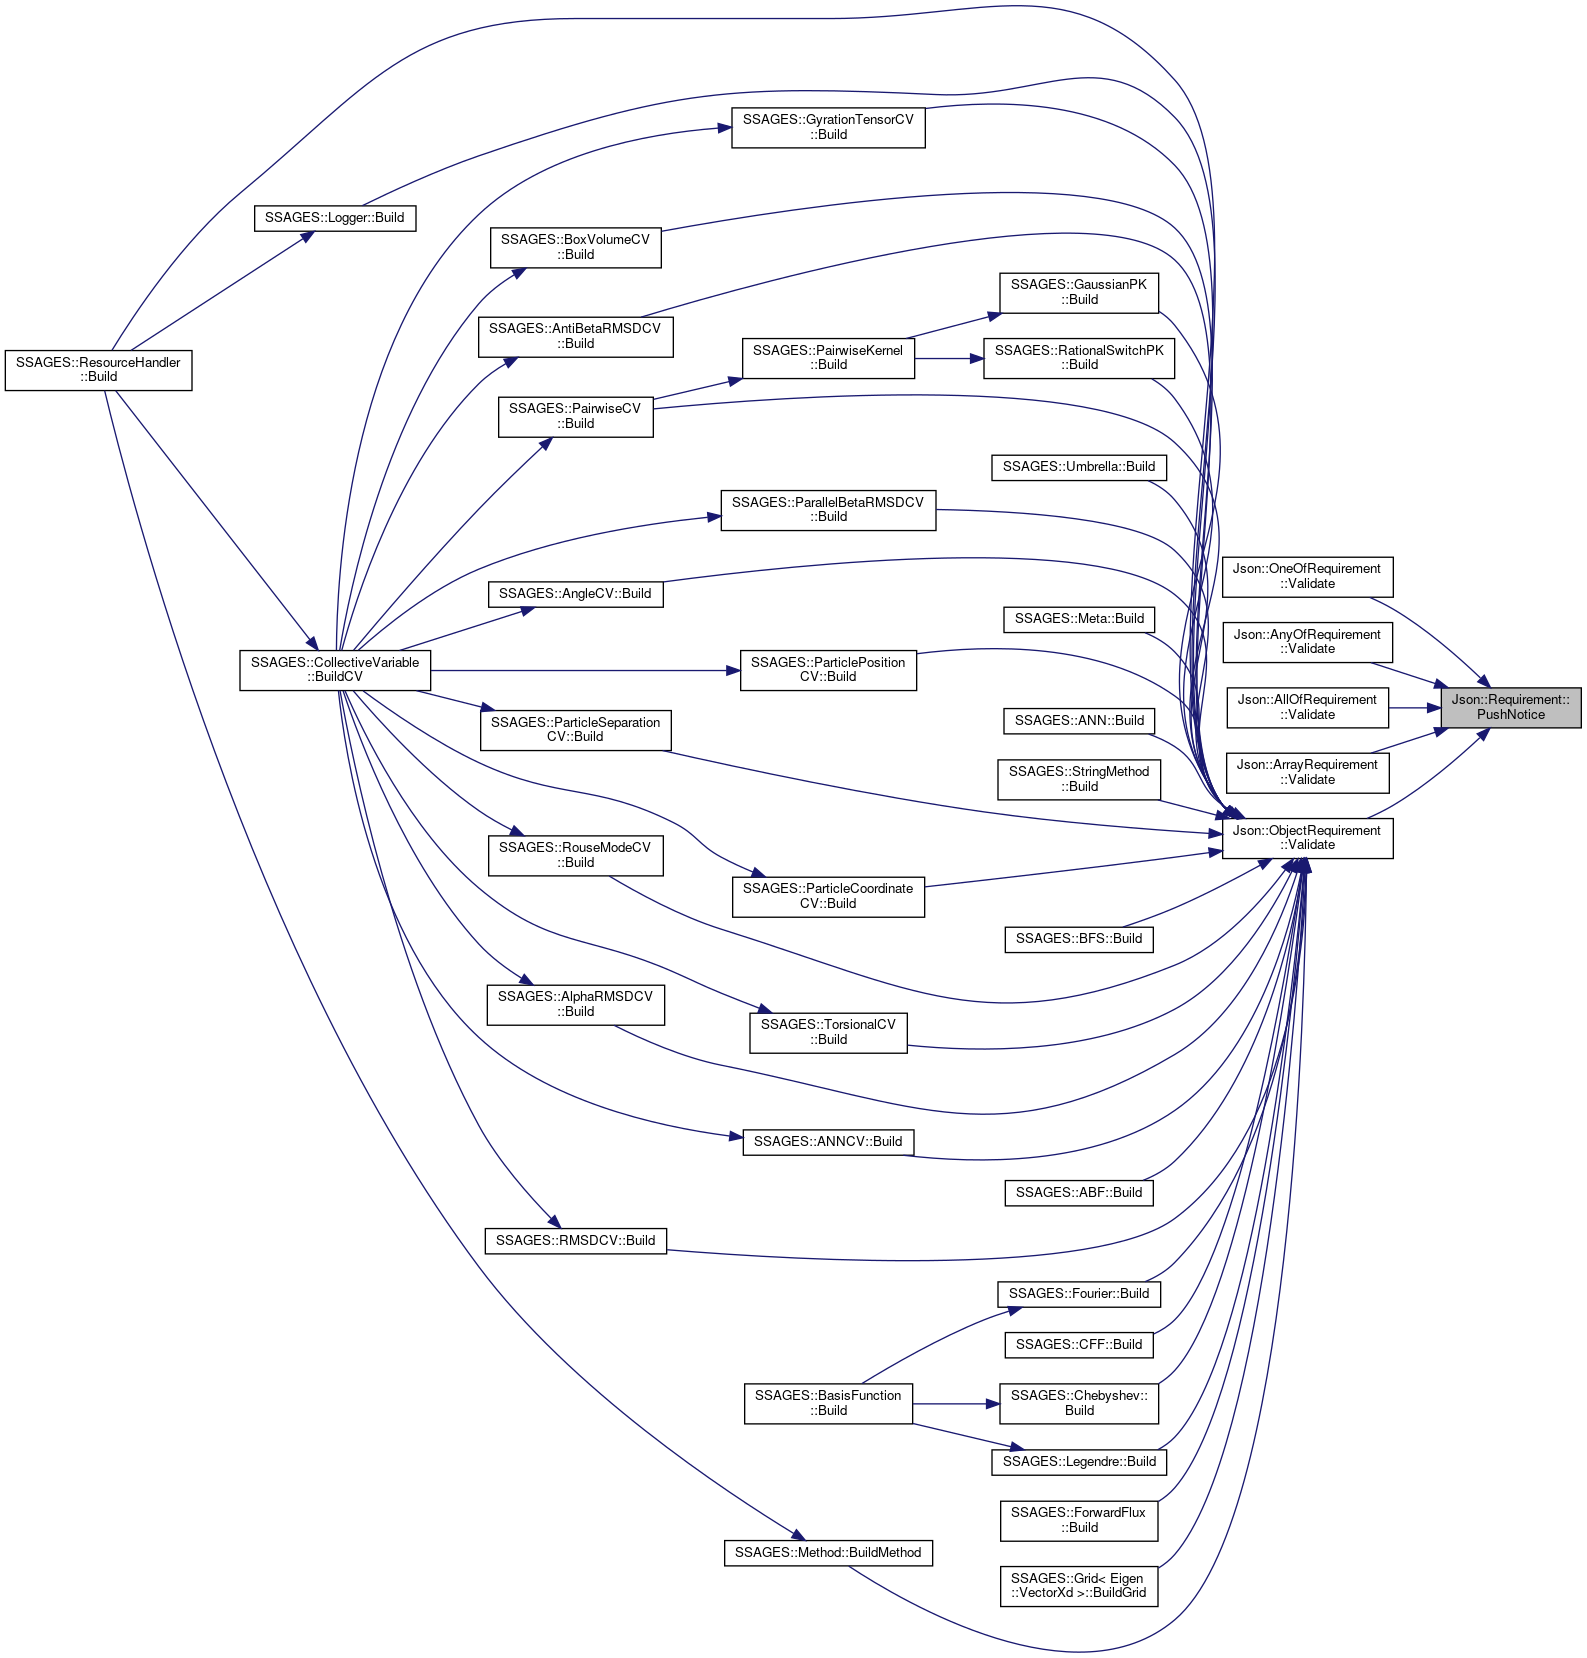 SSAGES::GyrationTensorCV
::Build
SSAGES::Logger::Build
SSAGES::BoxVolumeCV
::Build
SSAGES::GaussianPK
::Build
SSAGES::AntiBetaRMSDCV
::Build
SSAGES::PairwiseKernel
::Build
SSAGES::RationalSwitchPK
::Build
SSAGES::ResourceHandler
::Build
SSAGES::PairwiseCV
::Build
SSAGES::Umbrella::Build
SSAGES::ParallelBetaRMSDCV
::Build
Json::OneOfRequirement
::Validate
SSAGES::AngleCV::Build
SSAGES::Meta::Build
Json::AnyOfRequirement
::Validate
SSAGES::CollectiveVariable
::BuildCV
SSAGES::ParticlePosition
CV::Build
Json::AllOfRequirement
::Validate
Json::Requirement::
PushNotice
SSAGES::ParticleSeparation
CV::Build
SSAGES::ANN::Build
Json::ArrayRequirement
::Validate
SSAGES::StringMethod
::Build
Json::ObjectRequirement
::Validate
SSAGES::RouseModeCV
::Build
SSAGES::ParticleCoordinate
CV::Build
SSAGES::BFS::Build
SSAGES::AlphaRMSDCV
::Build
SSAGES::TorsionalCV
::Build
SSAGES::ANNCV::Build
SSAGES::ABF::Build
SSAGES::RMSDCV::Build
SSAGES::Fourier::Build
SSAGES::CFF::Build
SSAGES::BasisFunction
::Build
SSAGES::Chebyshev::
Build
SSAGES::Legendre::Build
SSAGES::ForwardFlux
::Build
SSAGES::Method::BuildMethod
SSAGES::Grid< Eigen
::VectorXd >::BuildGrid